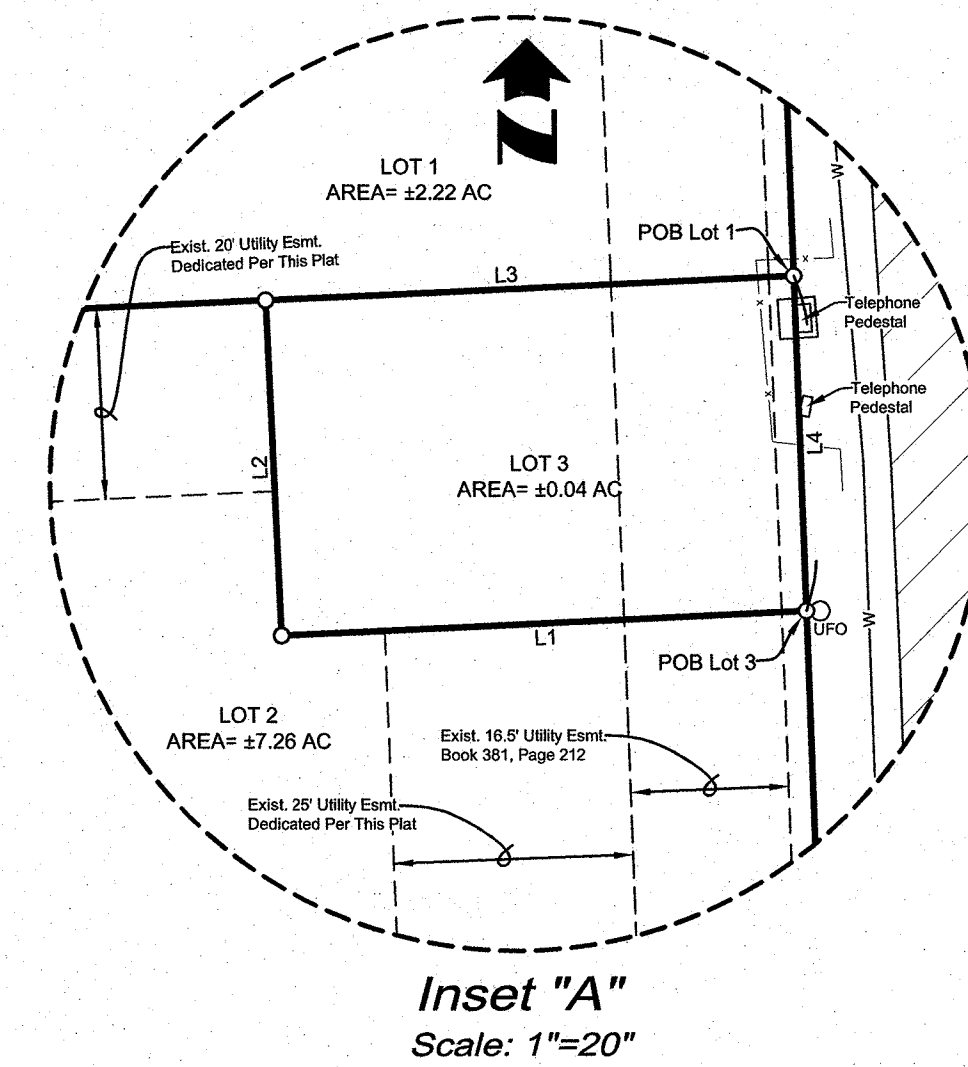 LOT 1
AREA= ±2.22 AC
Exist. 20' Utility Esmt.
Dedicated Per This Plat
POB Lot 1
L3
Telephone
Pedestal
Telephone
Pedestal
L4
L2
LOT 3
AREA= ±0.04 AC
L1
UFO
POB Lot 3
LOT 2
AREA= ±7.26 AC
Exist. 16.5' Utility Esmt.
Book 381, Page 212
Exist. 25' Utility Esmt.
Dedicated Per This Plat
W
W
x
x
x
Z
Inset "A"
Scale: 1"=20"